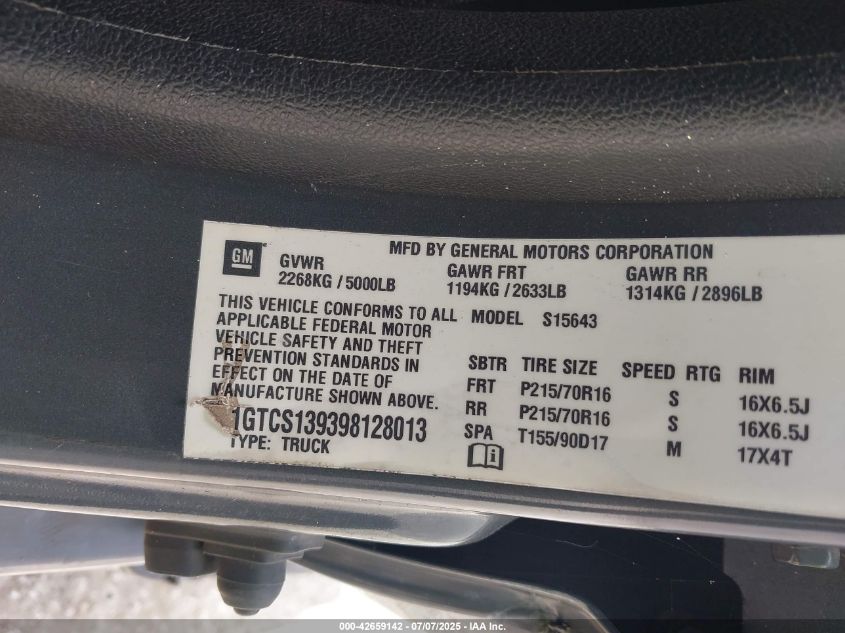 GM
MFD BY GENERAL MOTORS CORPORATION
GVWR GAWR FRT GAWR RR
2268KG / 5000LB 1194KG / 2633LB 1314KG / 2896LB
THIS VEHICLE CONFORMS TO ALL
APPLICABLE FEDERAL MOTOR
VEHICLE SAFETY AND THEFT
PREVENTION STANDARDS IN
EFFECT ON THE DATE OF
MANUFACTURE SHOWN ABOVE.
1GTCS139398128013
TYPE: TRUCK
MODEL S15643
SBTR TIRE SIZE SPEED RTG RIM
FRT P215/70R16 S 16X6.5J
RR P215/70R16 S 16X6.5J
SPA T155/90D17 M 17X4T
i
000-42659142 - 07/07/2025 - IAA Inc.